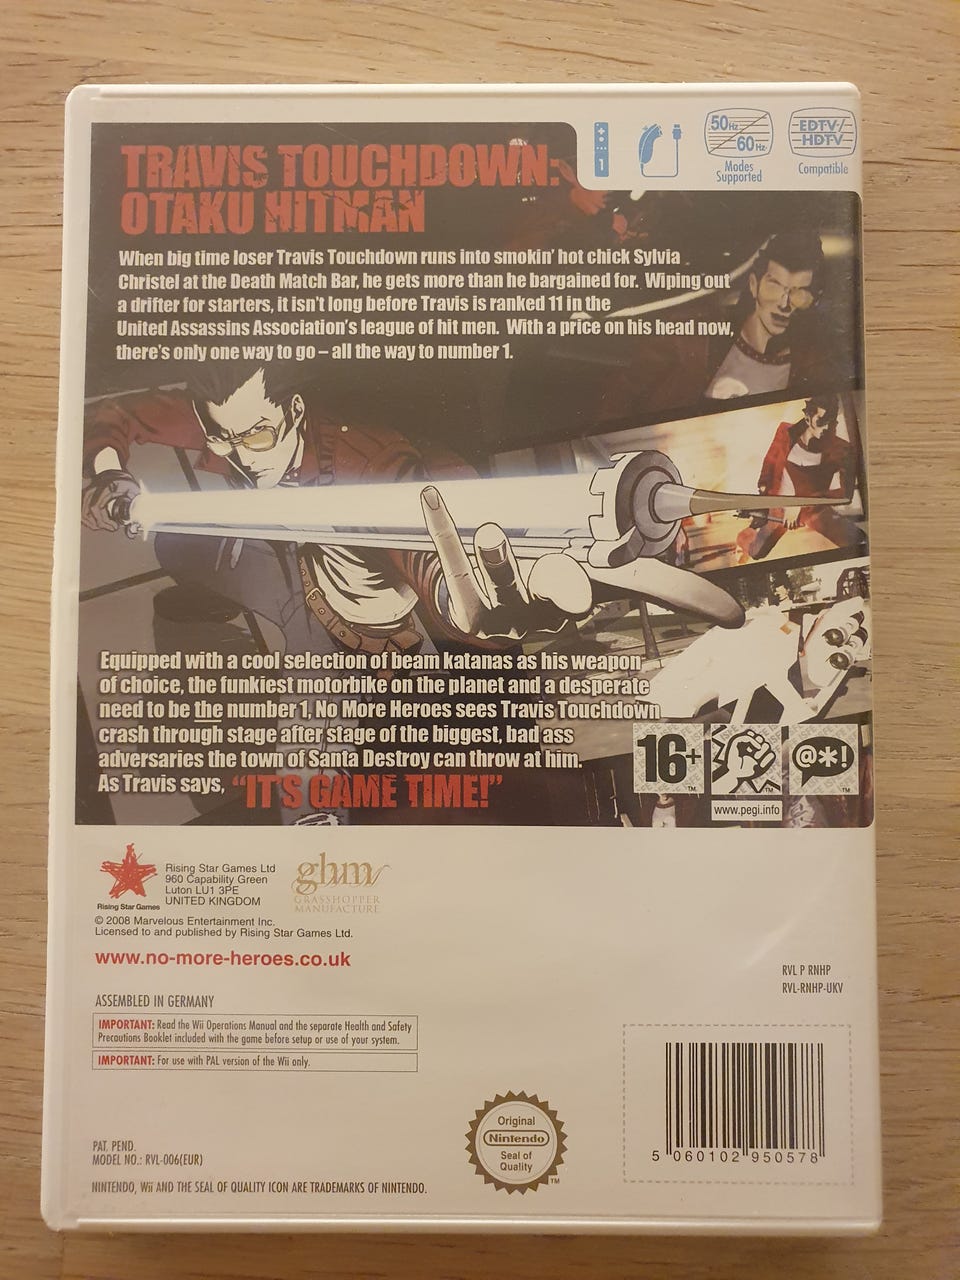 50Hz
60Hz
Modes
Supported
EDTV/
HDTV
Compatible
1
TRAVIS TOUCHDOWN:
OTAKU HITMAN
When big time loser Travis Touchdown runs into smokin' hot chick Sylvia
Christel at the Death Match Bar, he gets more than he bargained for. Wiping out
a drifter for starters, it isn't long before Travis is ranked 11 in the
United Assassins Association's league of hit men. With a price on his head now,
there's only one way to go – all the way to number 1.
Equipped with a cool selection of beam katanas as his weapon
of choice, the funkiest motorbike on the planet and a desperate
need to be the number 1, No More Heroes sees Travis Touchdown
crash through stage after stage of the biggest, bad ass
adversaries the town of Santa Destroy can throw at him.
As Travis says, "IT'S GAME TIME!"
16+
TM
TM
@*!
TM
www.pegi.info
Rising Star Games
Rising Star Games Ltd
960 Capability Green
Luton LU1 3PE
UNITED KINGDOM
ghm
GRASSHOPPER
MANUFACTURE
© 2008 Marvelous Entertainment Inc.
Licensed to and published by Rising Star Games Ltd.
www.no-more-heroes.co.uk
RVL P RNHP
RVL-RNHP-UKV
ASSEMBLED IN GERMANY
IMPORTANT: Read the Wii Operations Manual and the separate Health and Safety
Precautions Booklet included with the game before setup or use of your system.
IMPORTANT: For use with PAL version of the Wii only.
Original
Nintendo
Seal of
Quality
TM
5 060102 950578
PAT. PEND.
MODEL NO.: RVL-006(EUR)
NINTENDO, Wii AND THE SEAL OF QUALITY ICON ARE TRADEMARKS OF NINTENDO.